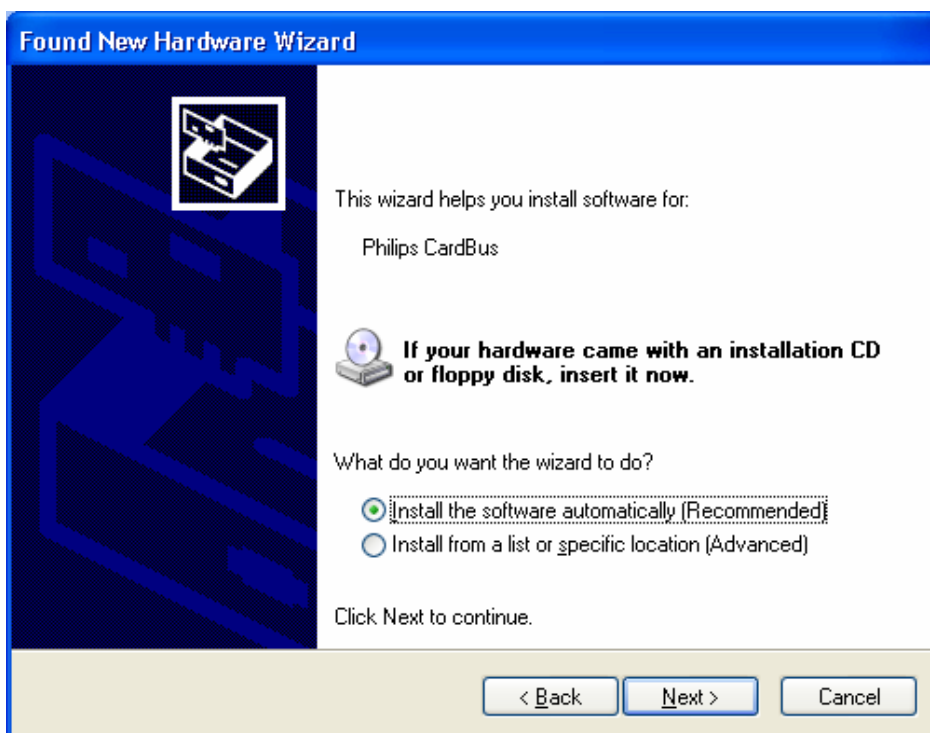 Found New Hardware Wizard
This wizard helps you install software for:
Philips CardBus
If your hardware came with an installation CD
or floppy disk, insert it now.
What do you want the wizard to do?
Install the software automatically (Recommended)
Install from a list or specific location (Advanced)
Click Next to continue.
< Back Next > Cancel